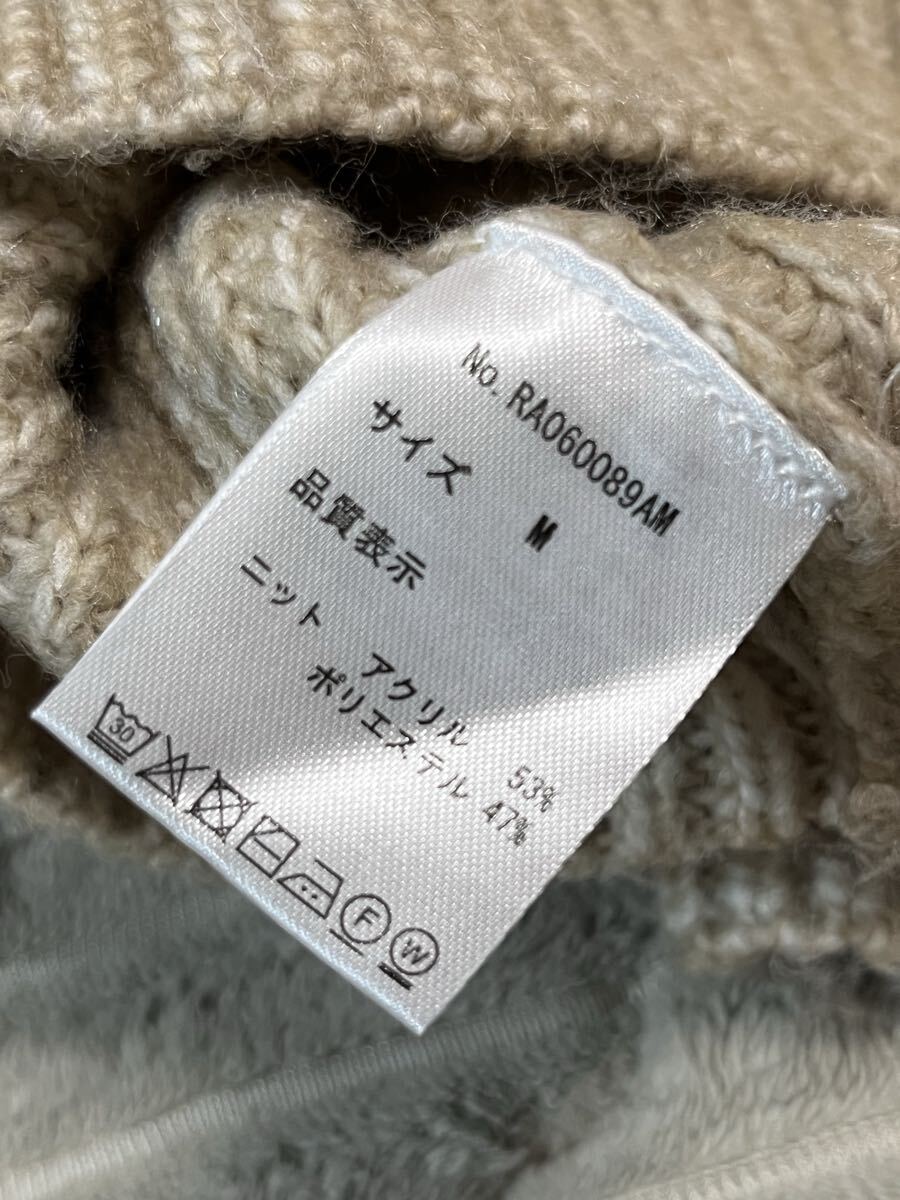 No. RA060089AM
サイズ M
品質表示
ニット アクリル 53%
ポリエステル 47%
30 F W